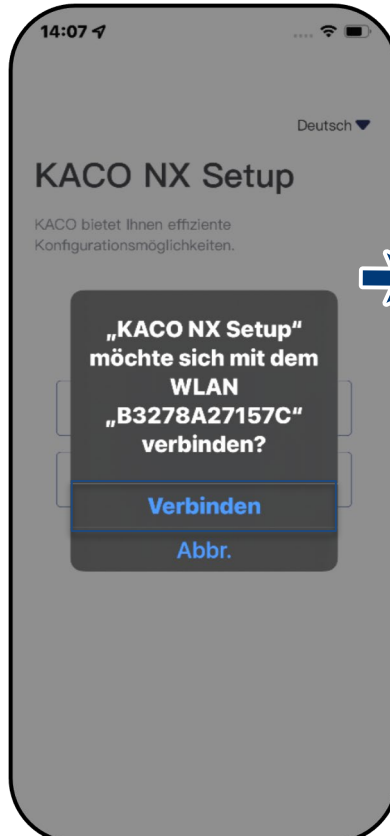 14:07
Deutsch
KACO NX Setup
KACO bietet Ihnen effiziente
Konfigurationsmöglichkeiten.
„KACO NX Setup“
möchte sich mit dem
WLAN
„B3278A27157C“
verbinden?
Verbinden
Abbr.